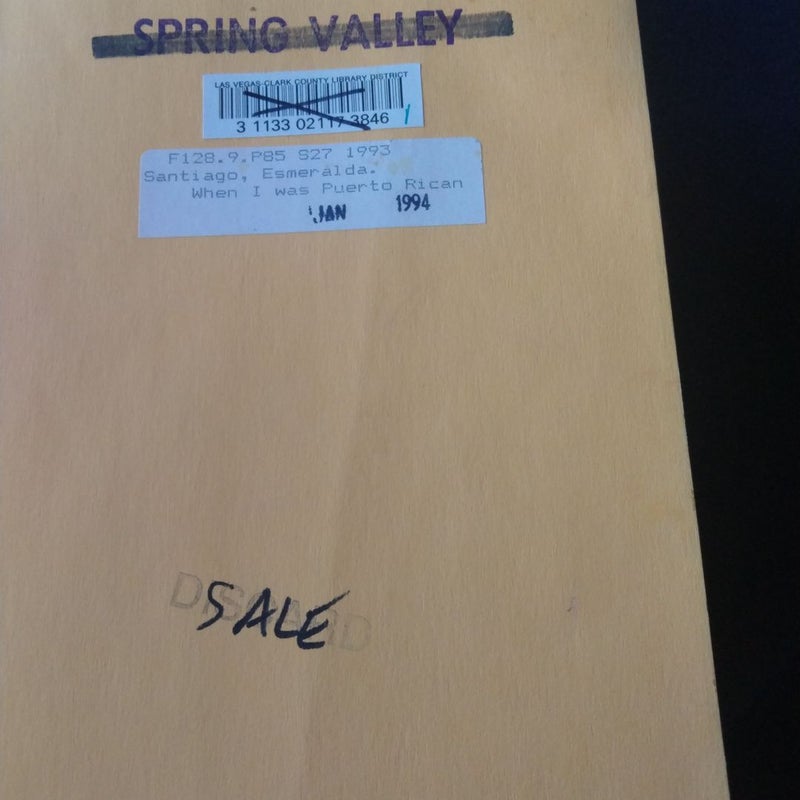 SPRING VALLEY
LAS VEGAS-CLARK COUNTY LIBRARY DISTRICT
3 1133 02117 3846 1
F128.9.P85 S27 1993
Santiago, Esmeralda.
When I was Puerto Rican
JAN 1994
DISCARD
SALE